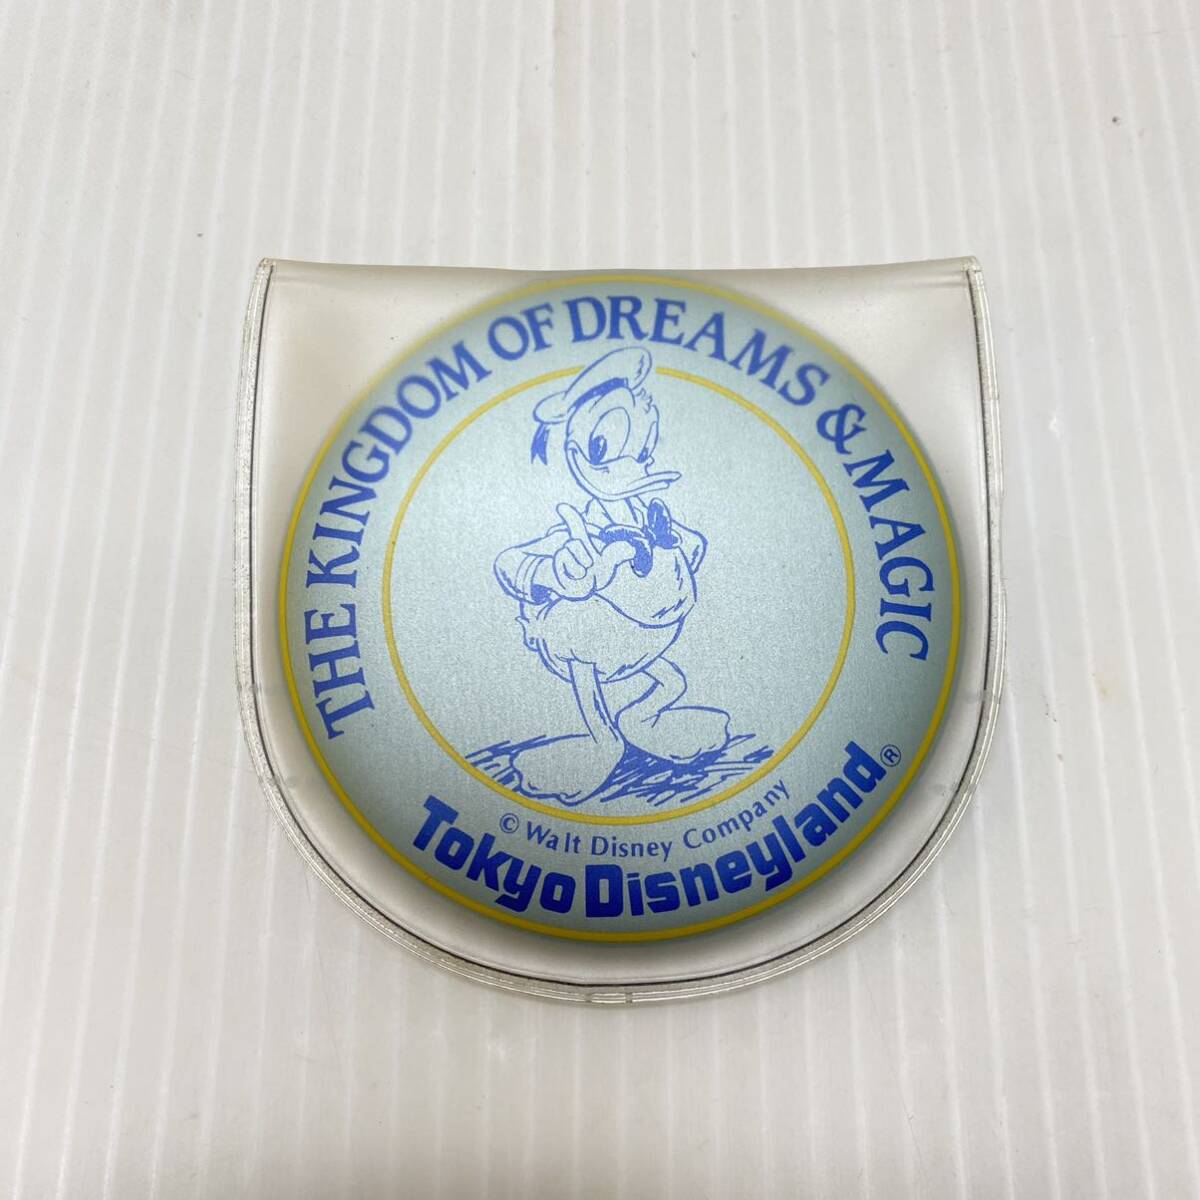 THE KINGDOM OF DREAMS & MAGIC
© Walt Disney Company
Tokyo Disneyland®